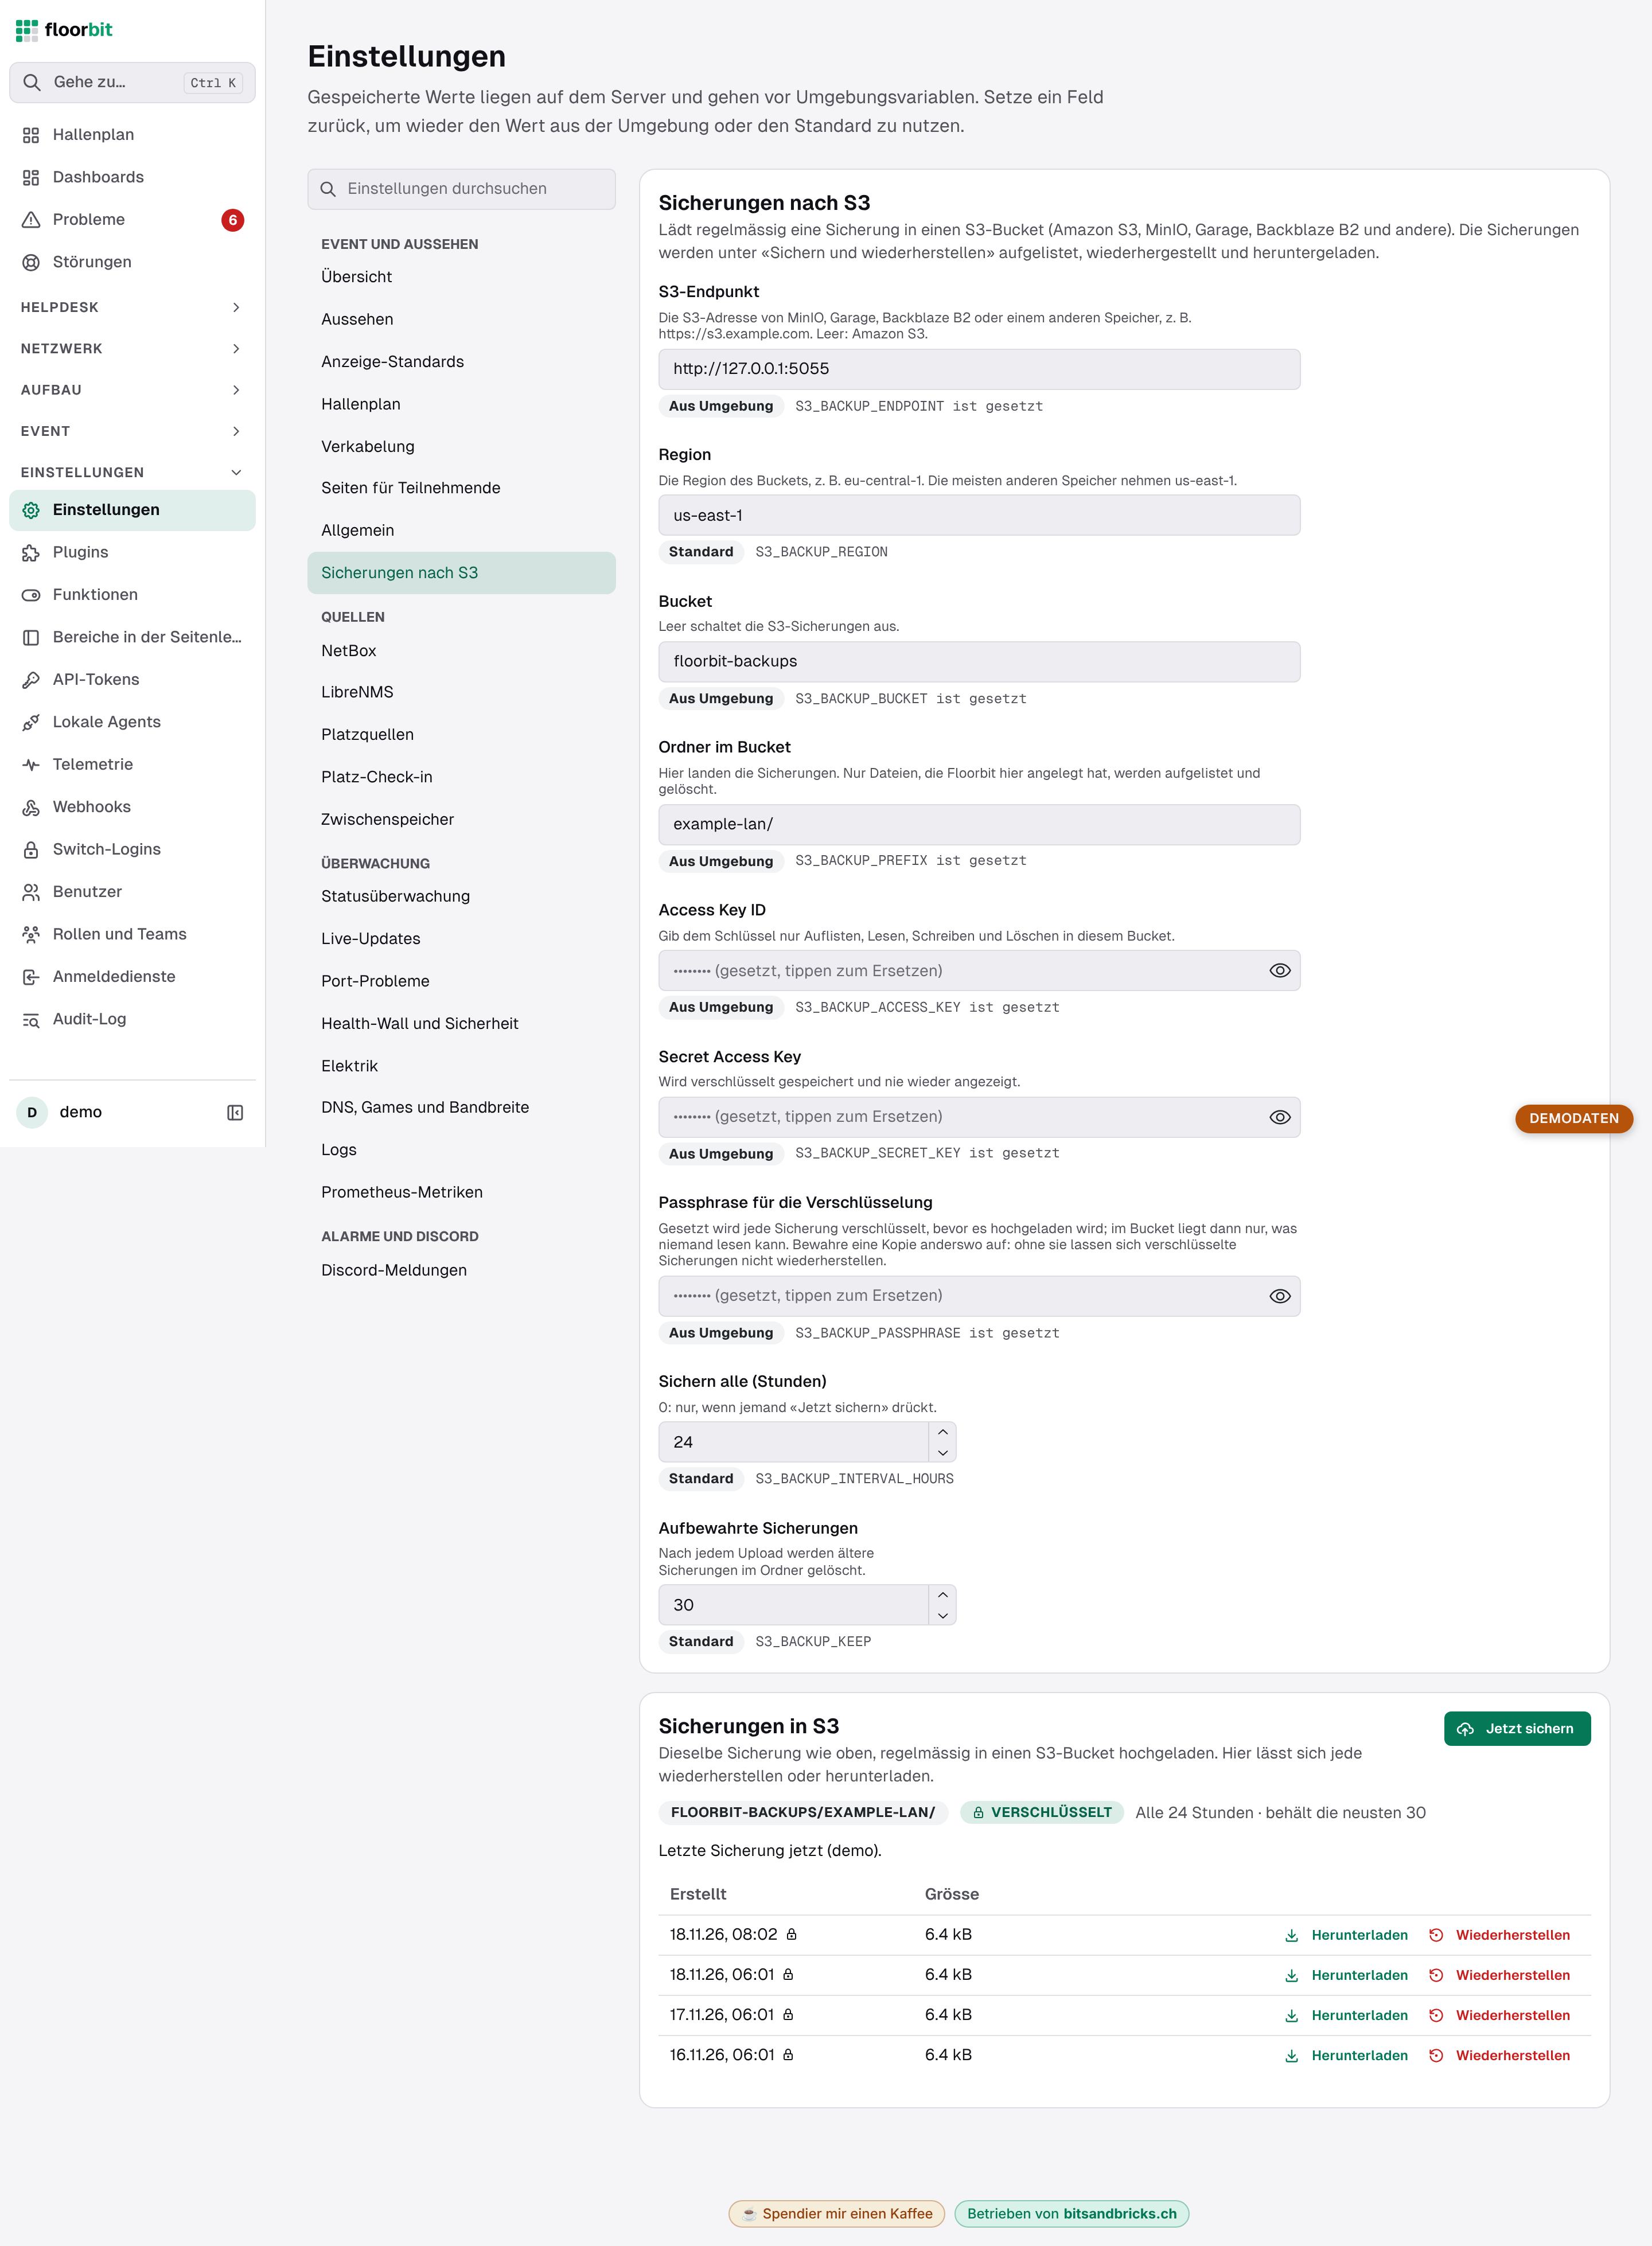 floorbit
Gehe zu... Ctrl K
Hallenplan
Dashboards
Probleme 6
Störungen
HELPDESK
NETZWERK
AUFBAU
EVENT
EINSTELLUNGEN
Einstellungen
Plugins
Funktionen
Bereiche in der Seitenle...
API-Tokens
Lokale Agents
Telemetrie
Webhooks
Switch-Logins
Benutzer
Rollen und Teams
Anmeldedienste
Audit-Log
D demo
Einstellungen
Gespeicherte Werte liegen auf dem Server und gehen vor Umgebungsvariablen. Setze ein Feld
zurück, um wieder den Wert aus der Umgebung oder den Standard zu nutzen.
Einstellungen durchsuchen
EVENT UND AUSSEHEN
Übersicht
Aussehen
Anzeige-Standards
Hallenplan
Verkabelung
Seiten für Teilnehmende
Allgemein
Sicherungen nach S3
QUELLEN
NetBox
LibreNMS
Platzquellen
Platz-Check-in
Zwischenspeicher
ÜBERWACHUNG
Statusüberwachung
Live-Updates
Port-Probleme
Health-Wall und Sicherheit
Elektrik
DNS, Games und Bandbreite
Logs
Prometheus-Metriken
ALARME UND DISCORD
Discord-Meldungen
Sicherungen nach S3
Lädt regelmässig eine Sicherung in einen S3-Bucket (Amazon S3, MinIO, Garage, Backblaze B2 und andere). Die Sicherungen
werden unter «Sichern und wiederherstellen» aufgelistet, wiederhergestellt und heruntergeladen.
S3-Endpunkt
Die S3-Adresse von MinIO, Garage, Backblaze B2 oder einem anderen Speicher, z. B.
https://s3.example.com. Leer: Amazon S3.
http://127.0.0.1:5055
Aus Umgebung S3_BACKUP_ENDPOINT ist gesetzt
Region
Die Region des Buckets, z. B. eu-central-1. Die meisten anderen Speicher nehmen us-east-1.
us-east-1
Standard S3_BACKUP_REGION
Bucket
Leer schaltet die S3-Sicherungen aus.
floorbit-backups
Aus Umgebung S3_BACKUP_BUCKET ist gesetzt
Ordner im Bucket
Hier landen die Sicherungen. Nur Dateien, die Floorbit hier angelegt hat, werden aufgelistet und
gelöscht.
example-lan/
Aus Umgebung S3_BACKUP_PREFIX ist gesetzt
Access Key ID
Gib dem Schlüssel nur Auflisten, Lesen, Schreiben und Löschen in diesem Bucket.
•••••••• (gesetzt, tippen zum Ersetzen)
Aus Umgebung S3_BACKUP_ACCESS_KEY ist gesetzt
Secret Access Key
Wird verschlüsselt gespeichert und nie wieder angezeigt.
•••••••• (gesetzt, tippen zum Ersetzen)
Aus Umgebung S3_BACKUP_SECRET_KEY ist gesetzt
DEMODATEN
Passphrase für die Verschlüsselung
Gesetzt wird jede Sicherung verschlüsselt, bevor es hochgeladen wird; im Bucket liegt dann nur, was
niemand lesen kann. Bewahre eine Kopie anderswo auf: ohne sie lassen sich verschlüsselte
Sicherungen nicht wiederherstellen.
•••••••• (gesetzt, tippen zum Ersetzen)
Aus Umgebung S3_BACKUP_PASSPHRASE ist gesetzt
Sichern alle (Stunden)
0: nur, wenn jemand «Jetzt sichern» drückt.
24
Standard S3_BACKUP_INTERVAL_HOURS
Aufbewahrte Sicherungen
Nach jedem Upload werden ältere
Sicherungen im Ordner gelöscht.
30
Standard S3_BACKUP_KEEP
Sicherungen in S3
Jetzt sichern
Dieselbe Sicherung wie oben, regelmässig in einen S3-Bucket hochgeladen. Hier lässt sich jede
wiederherstellen oder herunterladen.
FLOORBIT-BACKUPS/EXAMPLE-LAN/ VERSCHLÜSSELT Alle 24 Stunden · behält die neusten 30
Letzte Sicherung jetzt (demo).
Erstellt Grösse
18.11.26, 08:02 6.4 kB Herunterladen Wiederherstellen
18.11.26, 06:01 6.4 kB Herunterladen Wiederherstellen
17.11.26, 06:01 6.4 kB Herunterladen Wiederherstellen
16.11.26, 06:01 6.4 kB Herunterladen Wiederherstellen
☕ Spendier mir einen Kaffee Betrieben von bitsandbricks.ch